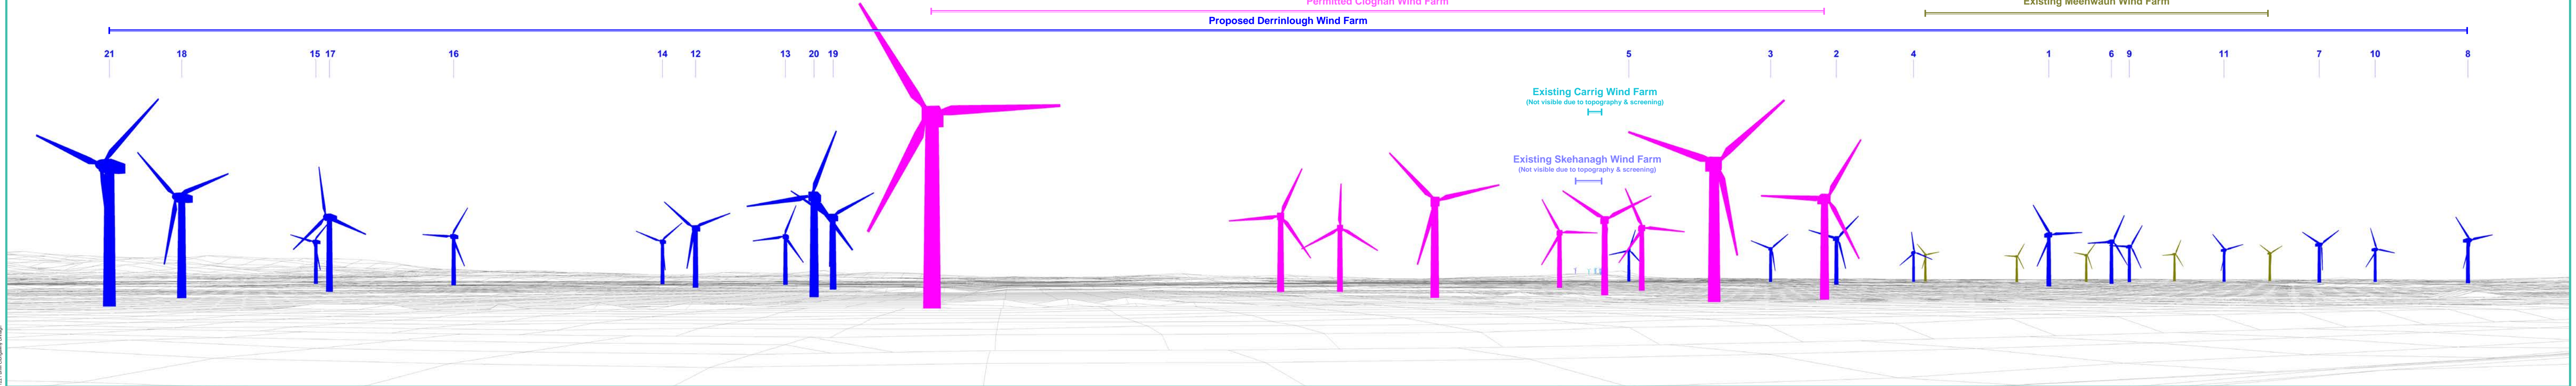 Permitted Cloghan Wind Farm
Existing Meenwaun Wind Farm
Proposed Derrinlough Wind Farm
21 18 15 17 16 14 12 13 20 19 5 3 2 4 1 6 9 11 7 10 8
Existing Carrig Wind Farm
(Not visible due to topography & screening)
Existing Skehanagh Wind Farm
(Not visible due to topography & screening)